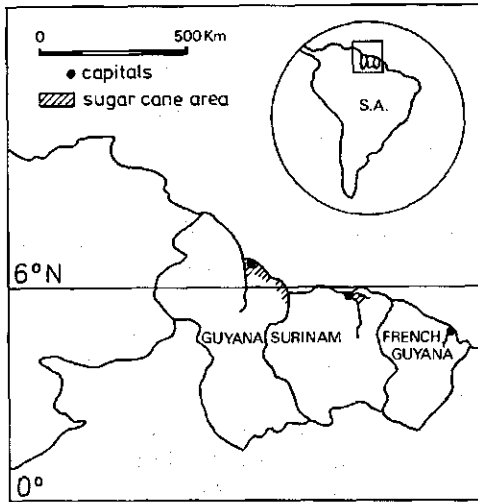 0 500 Km
capitals
sugar cane area
S.A.
6°N
GUYANA SURINAM FRENCH
GUYANA
0°